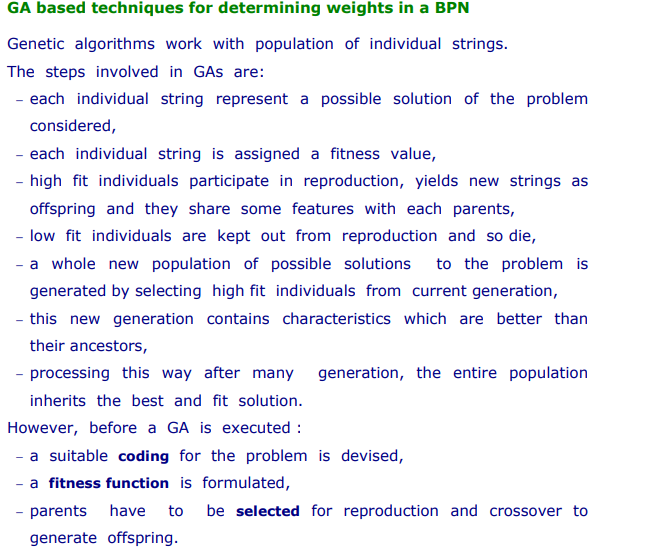 GA based techniques for determining weights in a BPN
Genetic algorithms work with population of individual strings.
The steps involved in GAs are:
– each individual string represent a possible solution of the problem
considered,
– each individual string is assigned a fitness value,
– high fit individuals participate in reproduction, yields new strings as
offspring and they share some features with each parents,
– low fit individuals are kept out from reproduction and so die,
– a whole new population of possible solutions to the problem is
generated by selecting high fit individuals from current generation,
– this new generation contains characteristics which are better than
their ancestors,
– processing this way after many generation, the entire population
inherits the best and fit solution.
However, before a GA is executed :
– a suitable coding for the problem is devised,
– a fitness function is formulated,
– parents have to be selected for reproduction and crossover to
generate offspring.